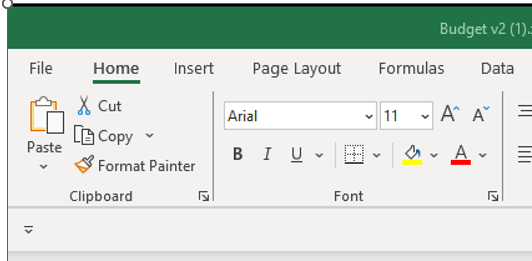 Budget v2 (1).
File Home Insert Page Layout Formulas Data
Cut
Copy
Format Painter
Paste
Clipboard
Arial 11 A A
B I U A
Font